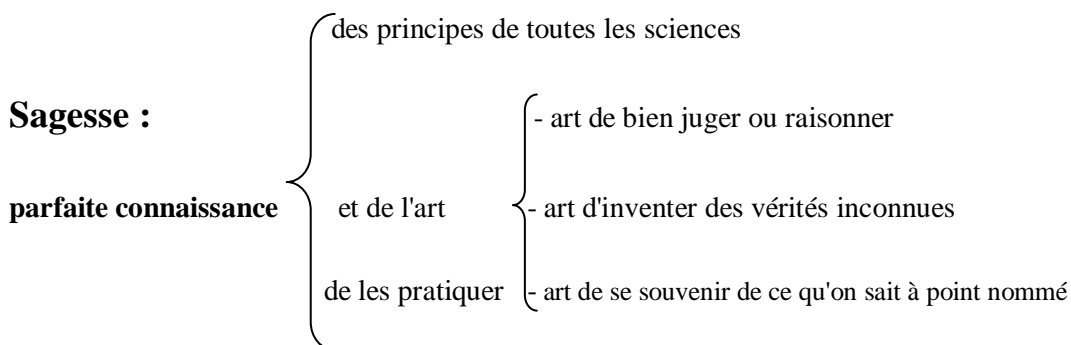 des principes de toutes les sciences
Sagesse :
- art de bien juger ou raisonner
parfaite connaissance
et de l'art
- art d'inventer des vérités inconnues
de les pratiquer
- art de se souvenir de ce qu'on sait à point nommé